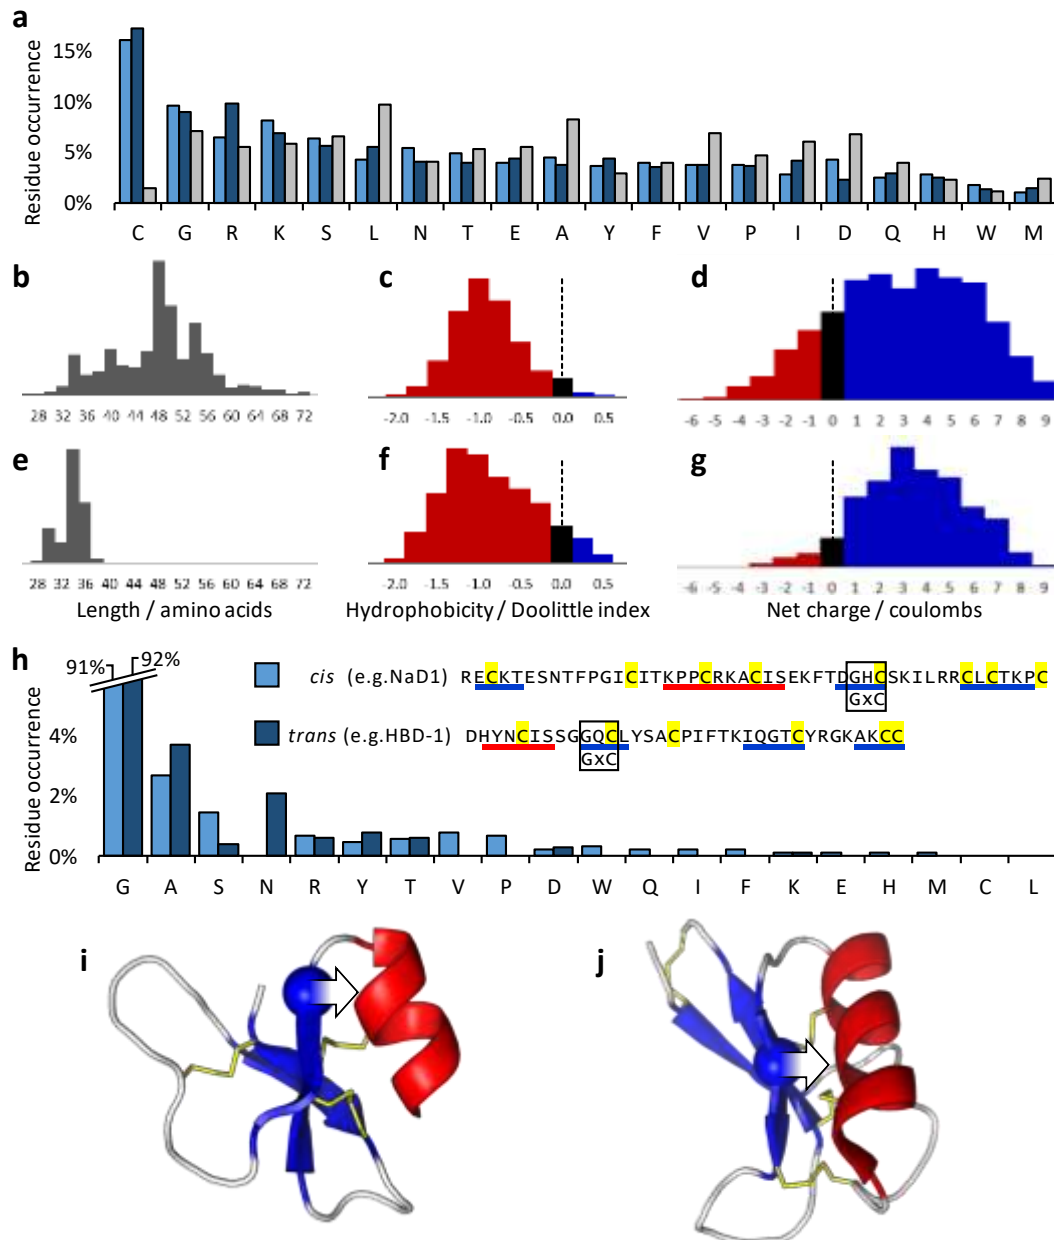 a
Residue occurrence
15%
10%
5%
0%
C G R K S L N T E A Y F V P I D Q H W M
b
c
d
28 32 36 40 44 48 52 56 60 64 68 72
-2.0 -1.5 -1.0 -0.5 0.0 0.5
-6 -5 -4 -3 -2 -1 0 1 2 3 4 5 6 7 8 9
e
f
g
28 32 36 40 44 48 52 56 60 64 68 72
-2.0 -1.5 -1.0 -0.5 0.0 0.5
-6 -5 -4 -3 -2 -1 0 1 2 3 4 5 6 7 8 9
Length / amino acids
Hydrophobicity / Doolittle index
Net charge / coulombs
h
91% 92%
cis (e.g.NaD1) RECKTESNTFPGICITKPPCRKACISEKFTDGHCSKILRRCLCTKPC
GxC
trans (e.g.HBD-1) DHYNCISSGGQCLYSACPIFTKIQGTCYRGKAKCC
GxC
Residue occurrence
4%
2%
0%
G A S N R Y T V P D W Q I F K E H M C L
i
j